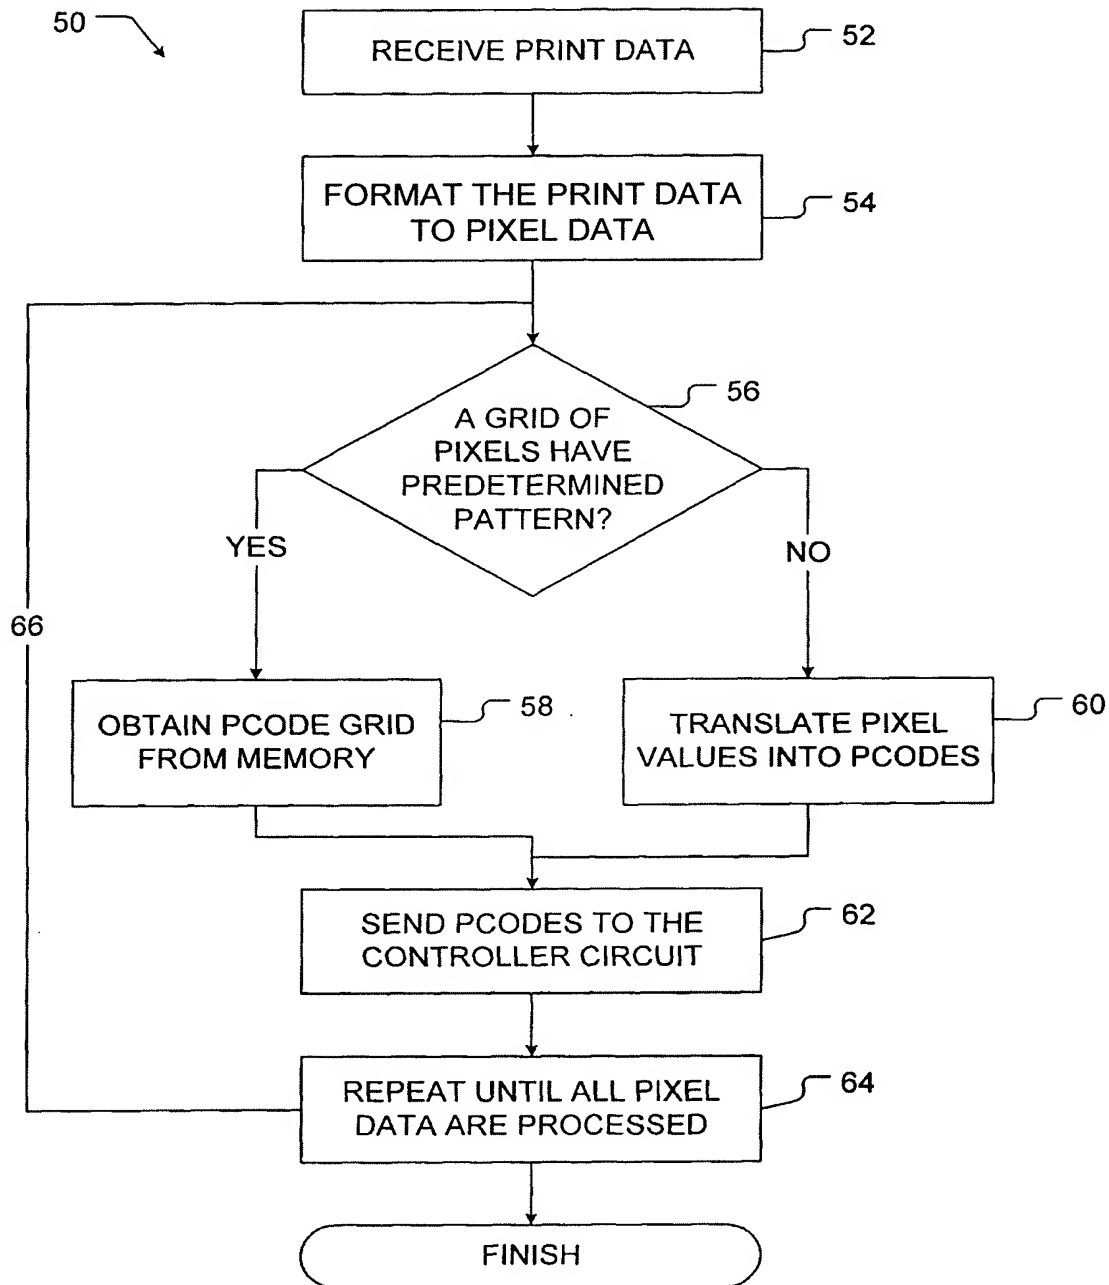 50
RECEIVE PRINT DATA
52
FORMAT THE PRINT DATA
TO PIXEL DATA
54
A GRID OF
PIXELS HAVE
PREDETERMINED
PATTERN?
56
YES
NO
66
OBTAIN PCODE GRID
FROM MEMORY
58
TRANSLATE PIXEL
VALUES INTO PCODES
60
SEND PCODES TO THE
CONTROLLER CIRCUIT
62
REPEAT UNTIL ALL PIXEL
DATA ARE PROCESSED
64
FINISH